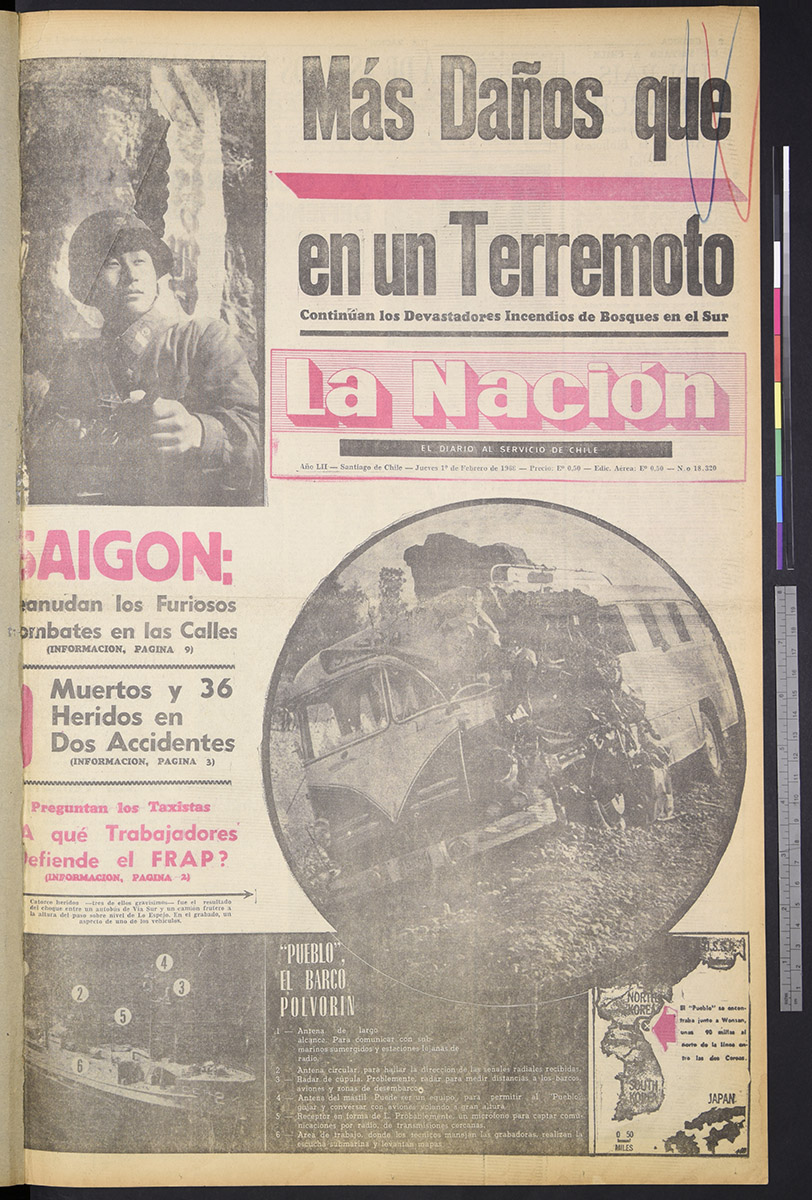 Más Daños que
en un Terremoto
Continúan los Devastadores Incendios de Bosques en el Sur
La Nación
EL DIARIO AL SERVICIO DE CHILE
Año LII — Santiago de Chile — Jueves 1º de Febrero de 1968 — Precio: Eº 0,50 — Edic. Aérea: Eº 0,50 — N.o 18.320
SAIGON:
eanudan los Furiosos
ombates en las Calles
(INFORMACION, PAGINA 9)
Muertos y 36
Heridos en
Dos Accidentes
(INFORMACION, PAGINA 3)
Preguntan los Taxistas
A qué Trabajadores
efiende el FRAP?
(INFORMACION, PAGINA 2)
Catorce heridos —tres de ellos gravísimos— fue el resultado
del choque entre un autobús de Vía Sur y un camión frutero a
la altura del paso sobre nivel de Lo Espejo. En el grabado, un
aspecto de uno de los vehículos.
"PUEBLO",
EL BARCO
POLVORIN
1 — Antena de largo
alcance. Para comunicar con sub-
marinos sumergidos y estaciones lejanas de
radio.
2 — Antena circular, para hallar la dirección de las señales radiales recibidas.
3 — Radar de cúpula. Problemente, radar para medir distancias a los barcos,
aviones y zonas de desembarco.
4 — Antena del mástil. Puede ser un equipo, para permitir al "Pueblo"
guiar y conversar con aviones volando a gran altura.
5 — Receptor en forma de L. Probablemente, un micrófono para captar comu-
nicaciones por radio, de transmisiones cercanas.
6 — Area de trabajo, donde los técnicos manejan las grabadoras, realizan la
escucha submarina y levantan mapas.
2
4
3
5
6
U.S.S.R.
NORTH
KOREA
El "Pueblo" se encon-
traba junto a Wonsan,
unas 90 millas al
norte de la línea en-
tre las dos Coreas.
SOUTH
KOREA
JAPAN
0 50
MILES